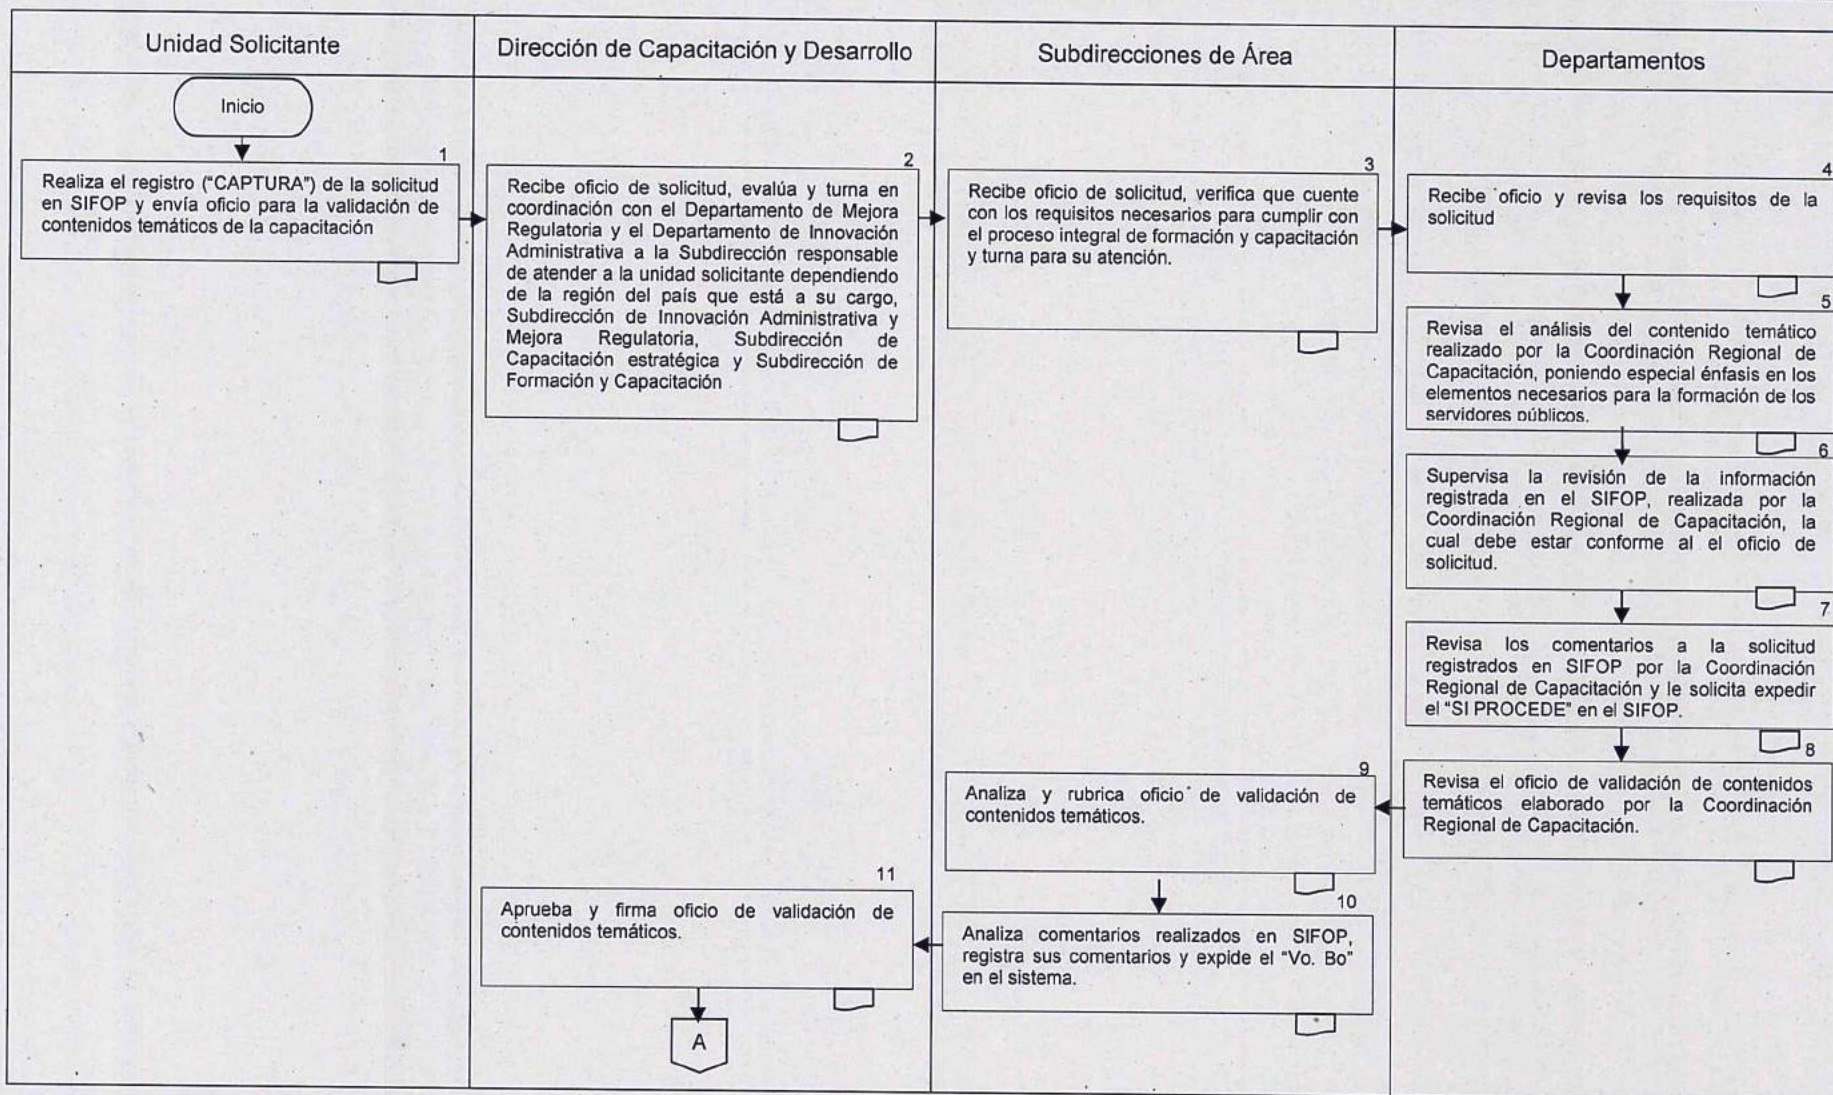 Unidad Solicitante
Dirección de Capacitación y Desarrollo
Subdirecciones de Área
Departamentos
Inicio
1
Realiza el registro ("CAPTURA") de la solicitud
en SIFOP y envía oficio para la validación de
contenidos temáticos de la capacitación
2
Recibe oficio de solicitud, evalúa y turna en
coordinación con el Departamento de Mejora
Regulatoria y el Departamento de Innovación
Administrativa a la Subdirección responsable
de atender a la unidad solicitante dependiendo
de la región del país que está a su cargo,
Subdirección de Innovación Administrativa y
Mejora Regulatoria, Subdirección de
Capacitación estratégica y Subdirección de
Formación y Capacitación
3
Recibe oficio de solicitud, verifica que cuente
con los requisitos necesarios para cumplir con
el proceso integral de formación y capacitación
y turna para su atención.
4
Recibe oficio y revisa los requisitos de la
solicitud
5
Revisa el análisis del contenido temático
realizado por la Coordinación Regional de
Capacitación, poniendo especial énfasis en los
elementos necesarios para la formación de los
servidores públicos.
6
Supervisa la revisión de la información
registrada en el SIFOP, realizada por la
Coordinación Regional de Capacitación, la
cual debe estar conforme al el oficio de
solicitud.
7
Revisa los comentarios a la solicitud
registrados en SIFOP por la Coordinación
Regional de Capacitación y le solicita expedir
el "SI PROCEDE" en el SIFOP.
8
Revisa el oficio de validación de contenidos
temáticos elaborado por la Coordinación
Regional de Capacitación.
9
Analiza y rubrica oficio de validación de
contenidos temáticos.
10
Analiza comentarios realizados en SIFOP,
registra sus comentarios y expide el "Vo. Bo"
en el sistema.
11
Aprueba y firma oficio de validación de
contenidos temáticos.
A